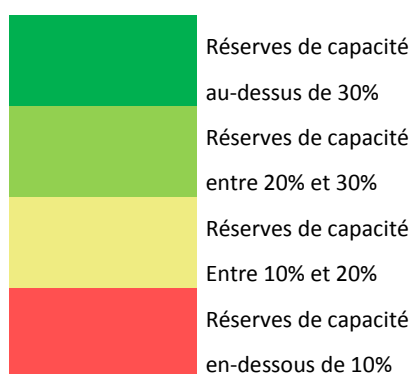 Réserves de capacité
au-dessus de 30%
Réserves de capacité
entre 20% et 30%
Réserves de capacité
Entre 10% et 20%
Réserves de capacité
en-dessous de 10%